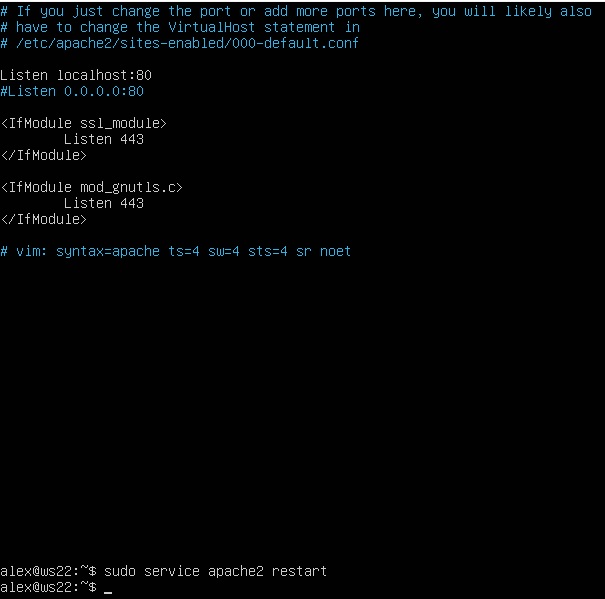 # If you just change the port or add more ports here, you will likely also
# have to change the VirtualHost statement in
# /etc/apache2/sites-enabled/000-default.conf
Listen localhost:80
#Listen 0.0.0.0:80
<IfModule ssl_module>
        Listen 443
</IfModule>
<IfModule mod_gnutls.c>
        Listen 443
</IfModule>
# vim: syntax=apache ts=4 sw=4 sts=4 sr noet
alex@ws22:~$ sudo service apache2 restart
alex@ws22:~$ _